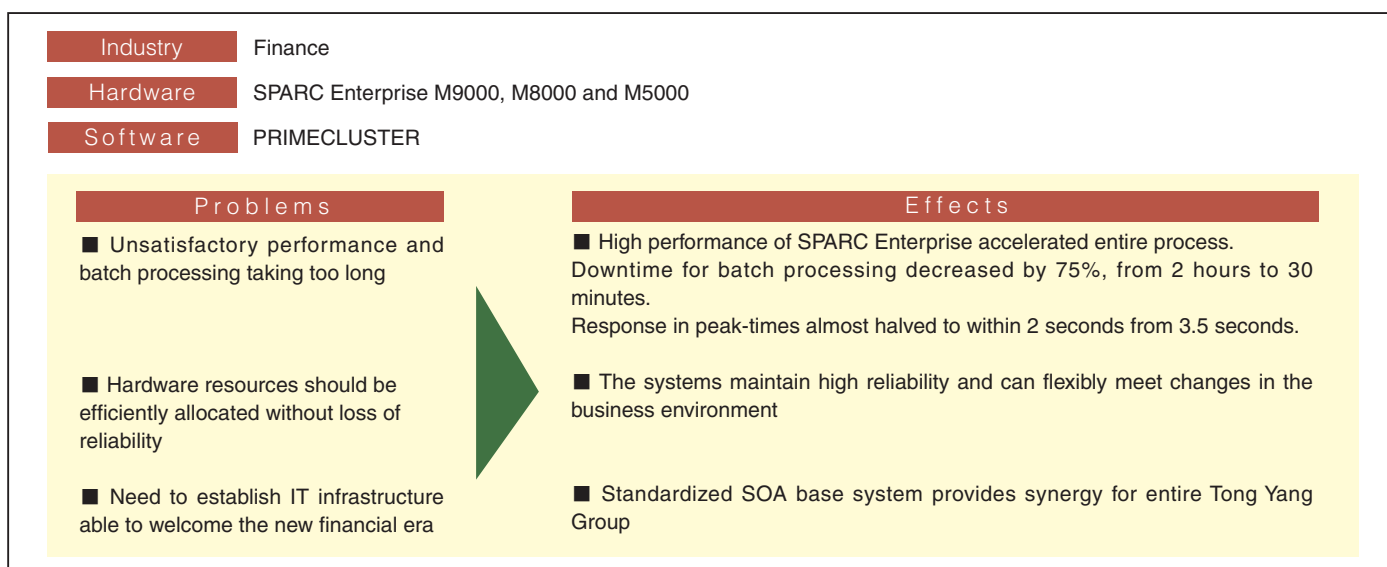 Industry Finance
Hardware SPARC Enterprise M9000, M8000 and M5000
Software PRIMECLUSTER
Problems
■ Unsatisfactory performance and
batch processing taking too long
■ Hardware resources should be
efficiently allocated without loss of
reliability
■ Need to establish IT infrastructure
able to welcome the new financial era
Effects
■ High performance of SPARC Enterprise accelerated entire process.
Downtime for batch processing decreased by 75%, from 2 hours to 30
minutes.
Response in peak-times almost halved to within 2 seconds from 3.5 seconds.
■ The systems maintain high reliability and can flexibly meet changes in the
business environment
■ Standardized SOA base system provides synergy for entire Tong Yang
Group